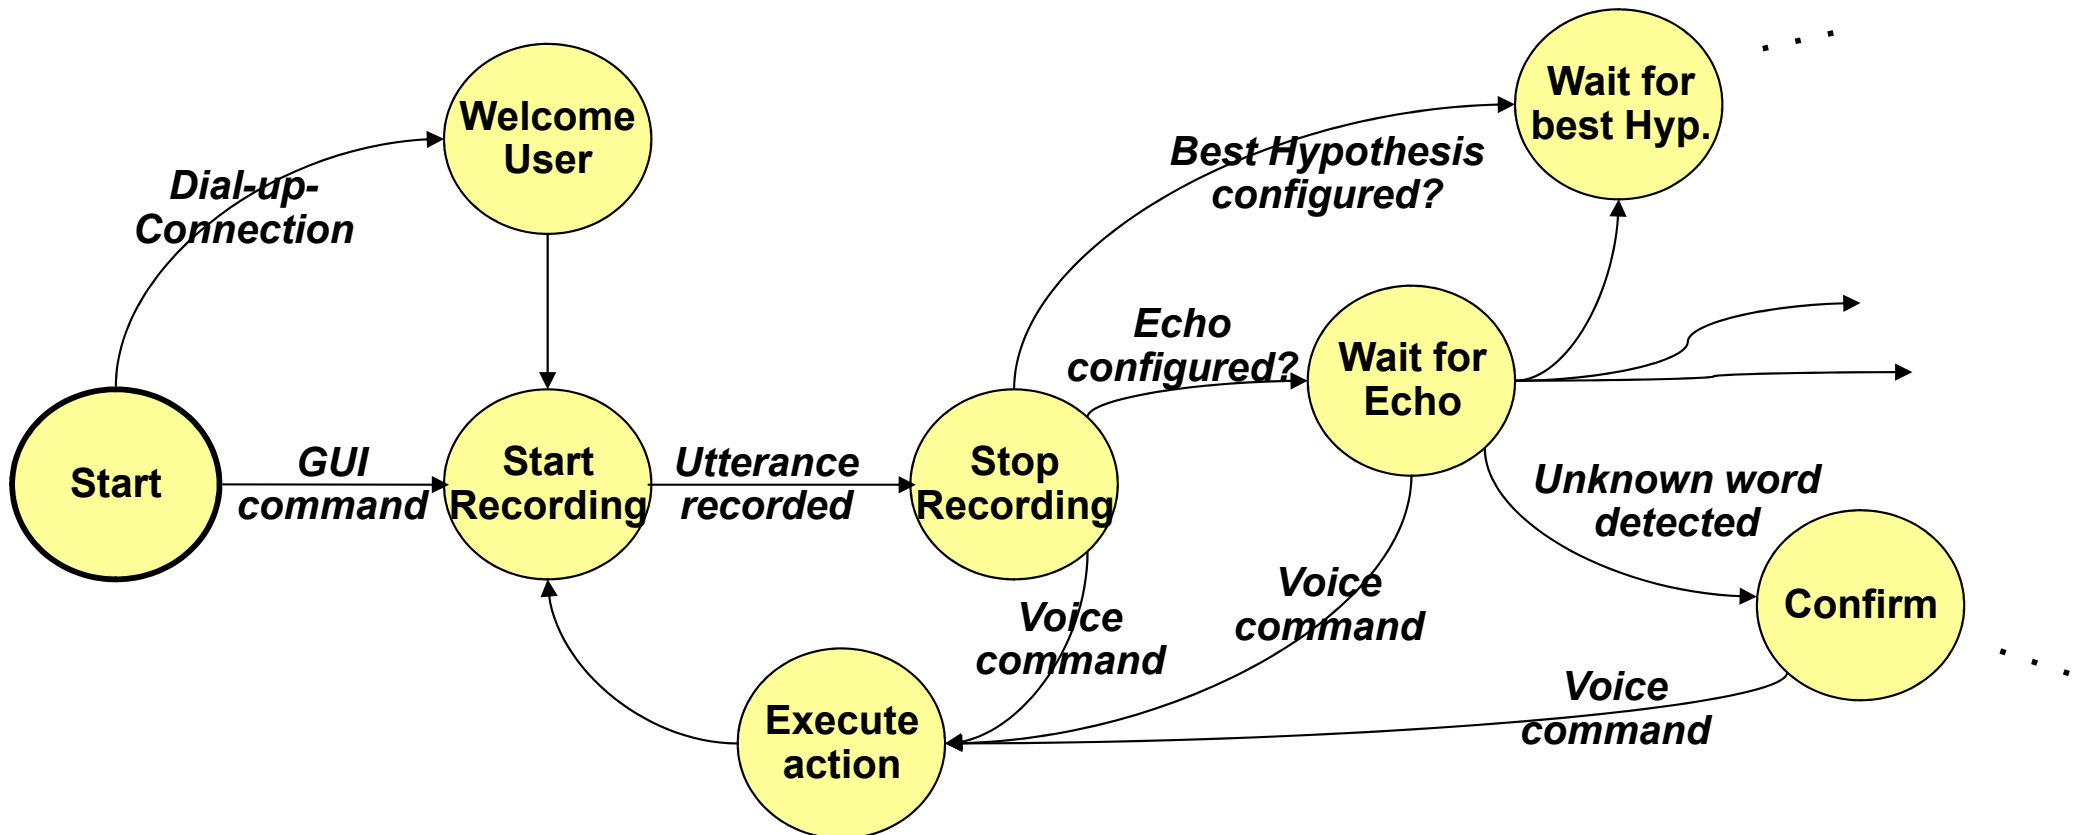 Wait for
best Hyp.
Welcome
User
Best Hypothesis
configured?
Dial-up-
Connection
Echo
configured?
Wait for
Echo
Start
GUI
command
Start
Recording
Utterance
recorded
Stop
Recording
Unknown word
detected
Voice
command
Voice
command
Confirm
Voice
command
Execute
action